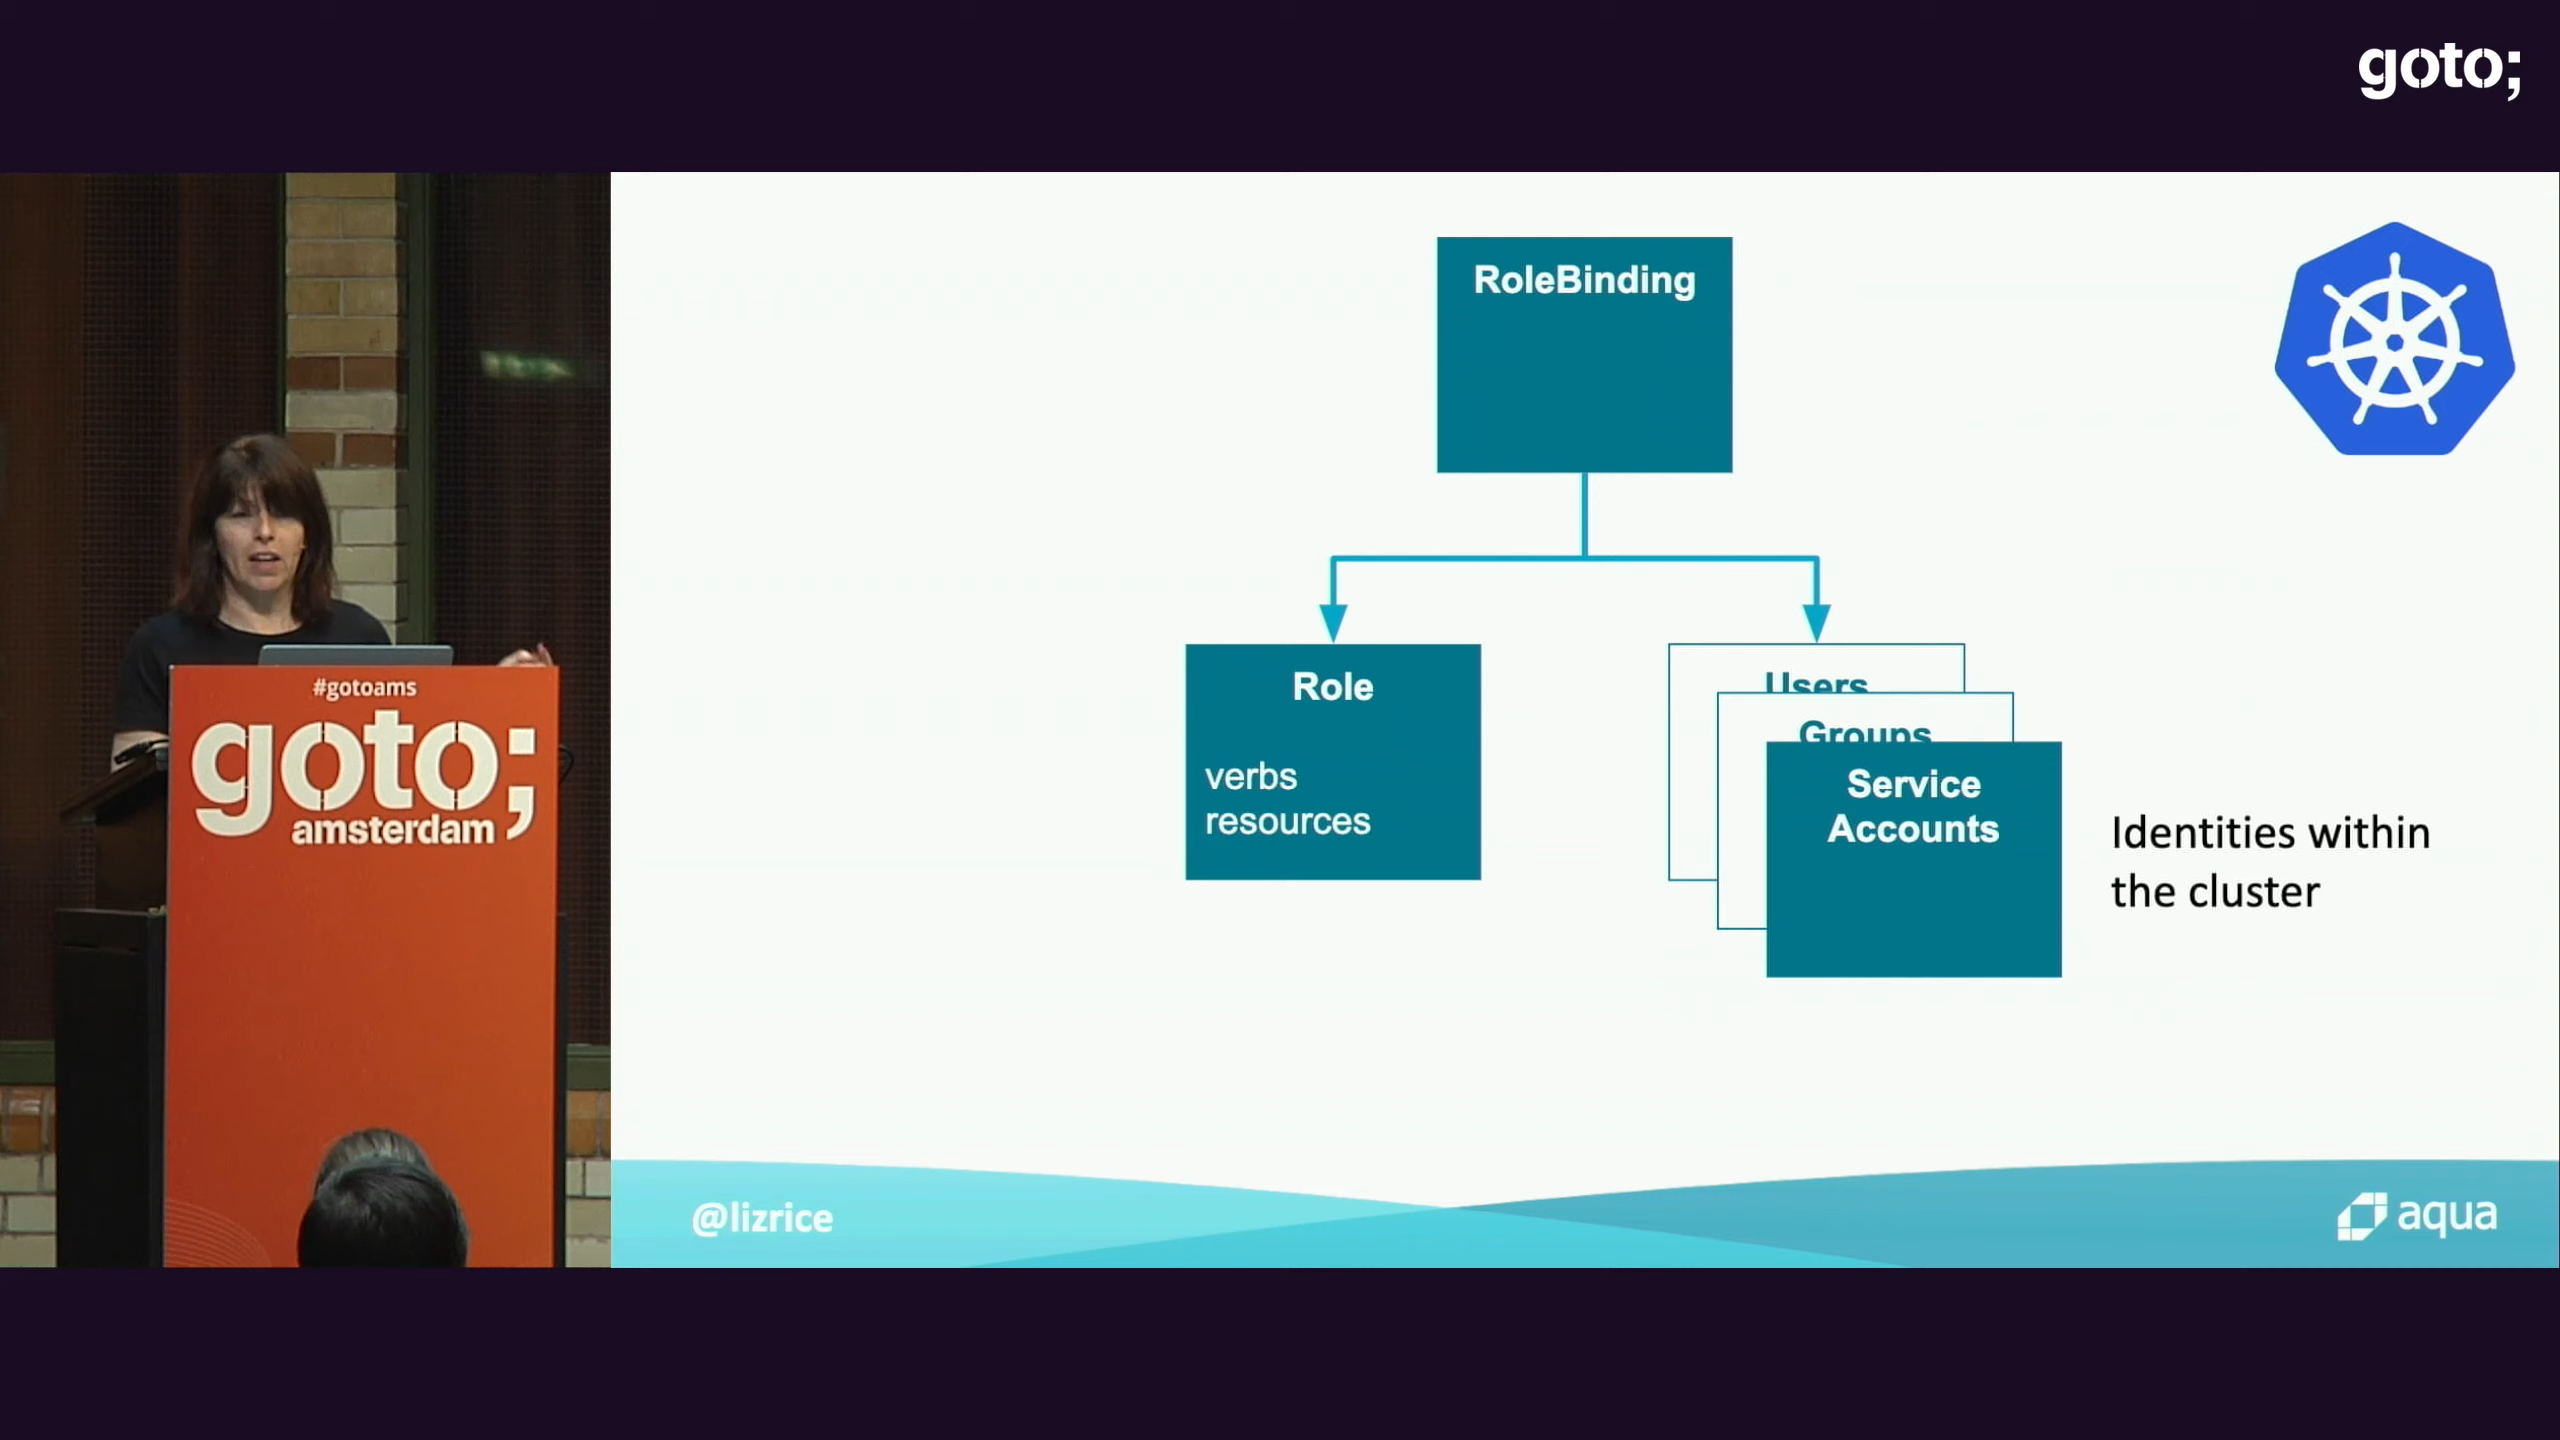 goto;
RoleBinding
Role
verbs
resources
Users
Groups
Service
Accounts
Identities within
the cluster
#gotoams
goto;
amsterdam
@lizrice
aqua